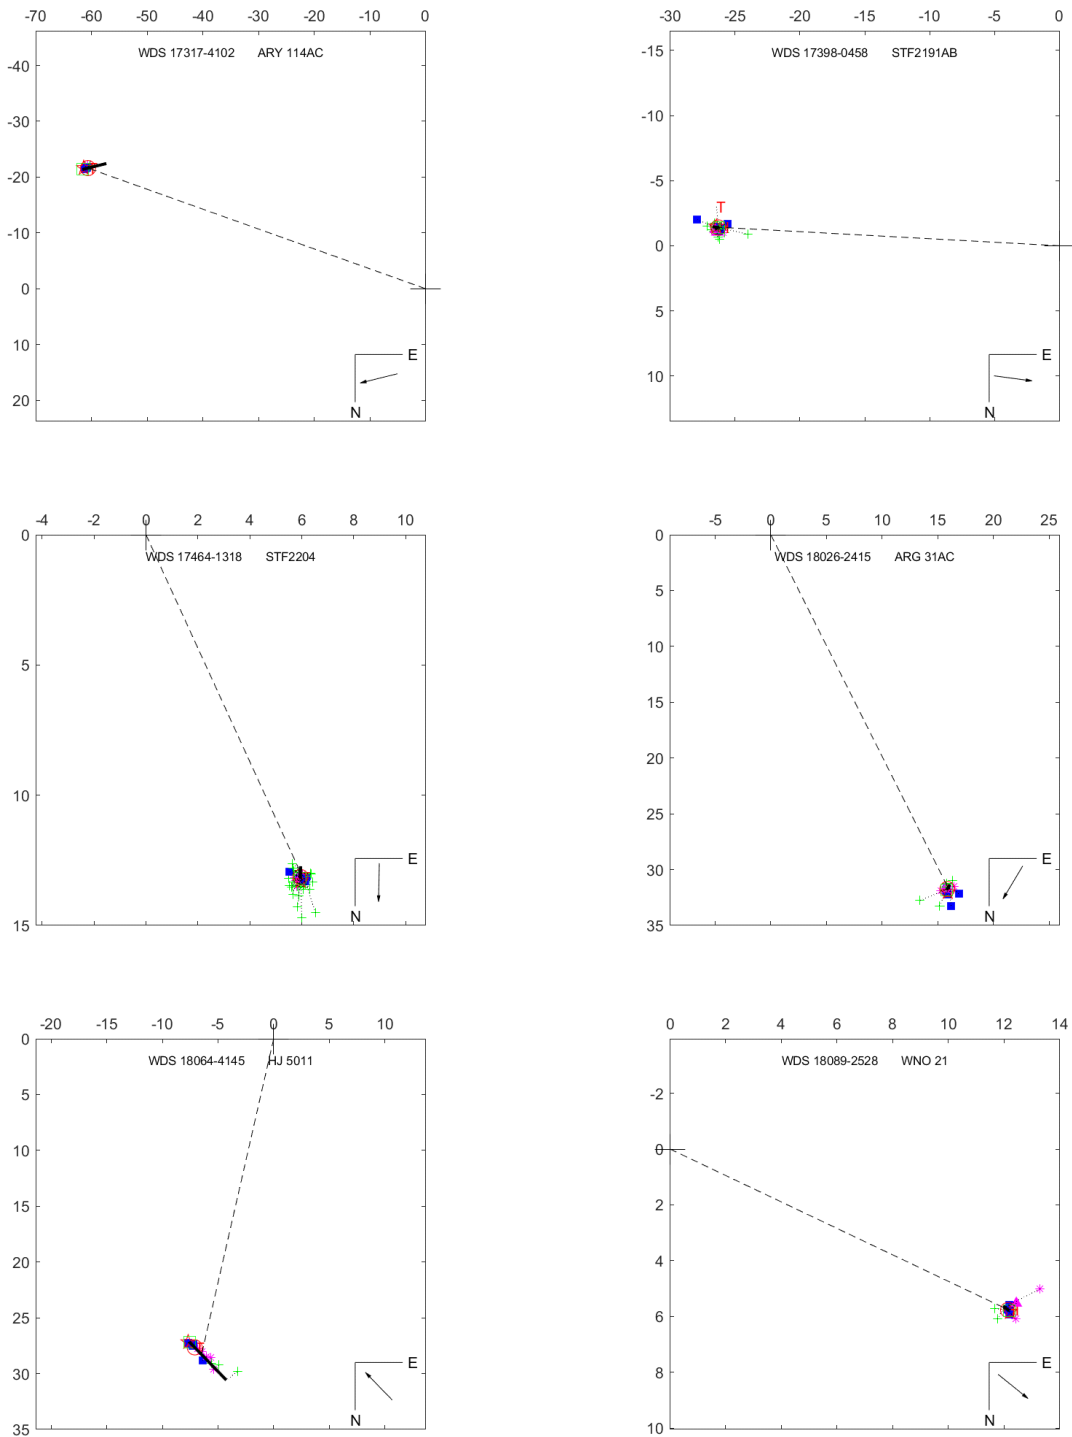 -70 -60 -50 -40 -30 -20 -10 0
WDS 17317-4102 ARY 114AC
-40
-30
-20
-10
0
10
20
E
N
-30 -25 -20 -15 -10 -5 0
WDS 17398-0458 STF2191AB
-15
-10
-5
T
0
5
10
E
N
-4 -2 0 2 4 6 8 10
0
WDS 17464-1318 STF2204
5
10
15
E
N
-5 0 5 10 15 20 25
0
WDS 18026-2415 ARG 31AC
5
10
15
20
25
30
35
E
N
-20 -15 -10 -5 0 5 10
0
WDS 18064-4145 HJ 5011
5
10
15
20
25
30
35
E
N
0 2 4 6 8 10 12 14
WDS 18089-2528 WNO 21
-2
0
2
4
6
8
10
E
N